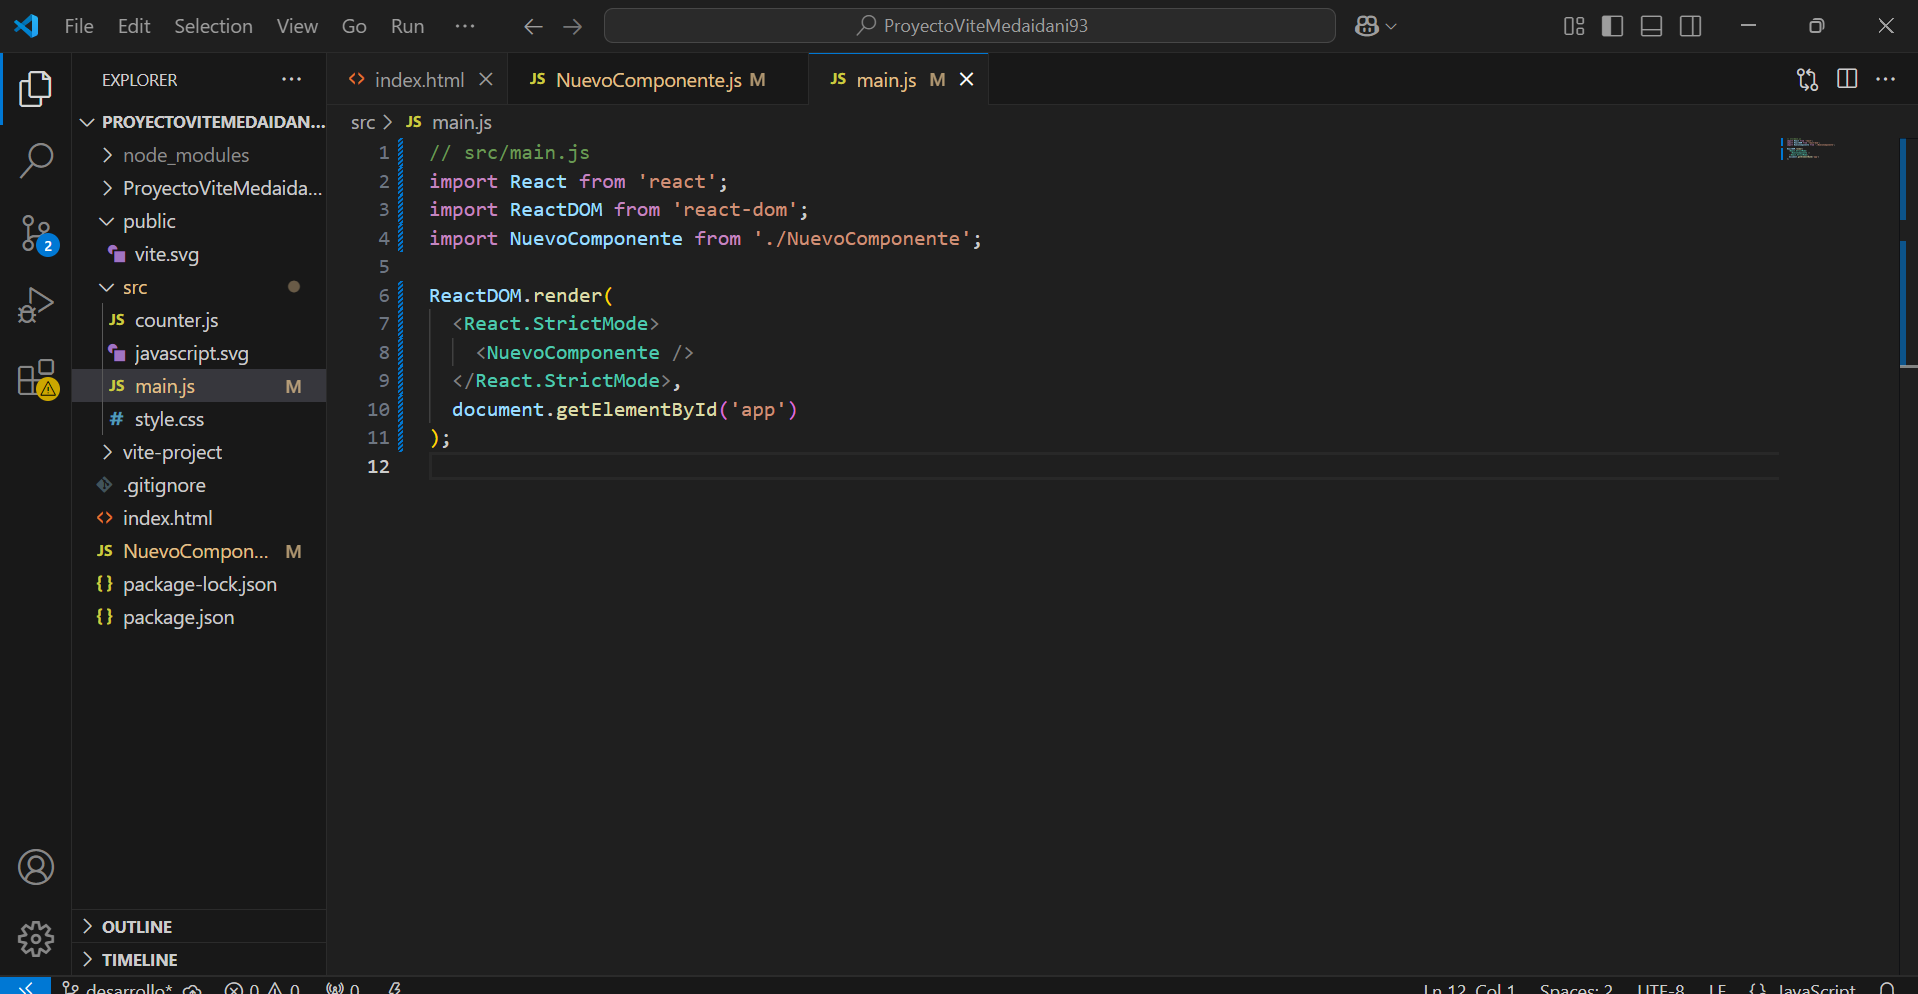 File Edit Selection View Go Run ···
ProyectoViteMedaidani93
EXPLORER
PROYECTOVITEMEDAIDAN...
node_modules
ProyectoViteMedaida...
public
vite.svg
src
JS counter.js
javascript.svg
JS main.js M
# style.css
vite-project
.gitignore
<> index.html
JS NuevoCompon... M
{} package-lock.json
{} package.json
OUTLINE
TIMELINE
2
<> index.html
JS NuevoComponente.js M
JS main.js M
src > JS main.js
1 // src/main.js
2 import React from 'react';
3 import ReactDOM from 'react-dom';
4 import NuevoComponente from './NuevoComponente';
5
6 ReactDOM.render(
7 <React.StrictMode>
8 <NuevoComponente />
9 </React.StrictMode>,
10 document.getElementById('app')
11 );
12
desarrollo* 0 0 0
Ln 12, Col 1 Spaces: 2 UTF-8 LF {} JavaScript